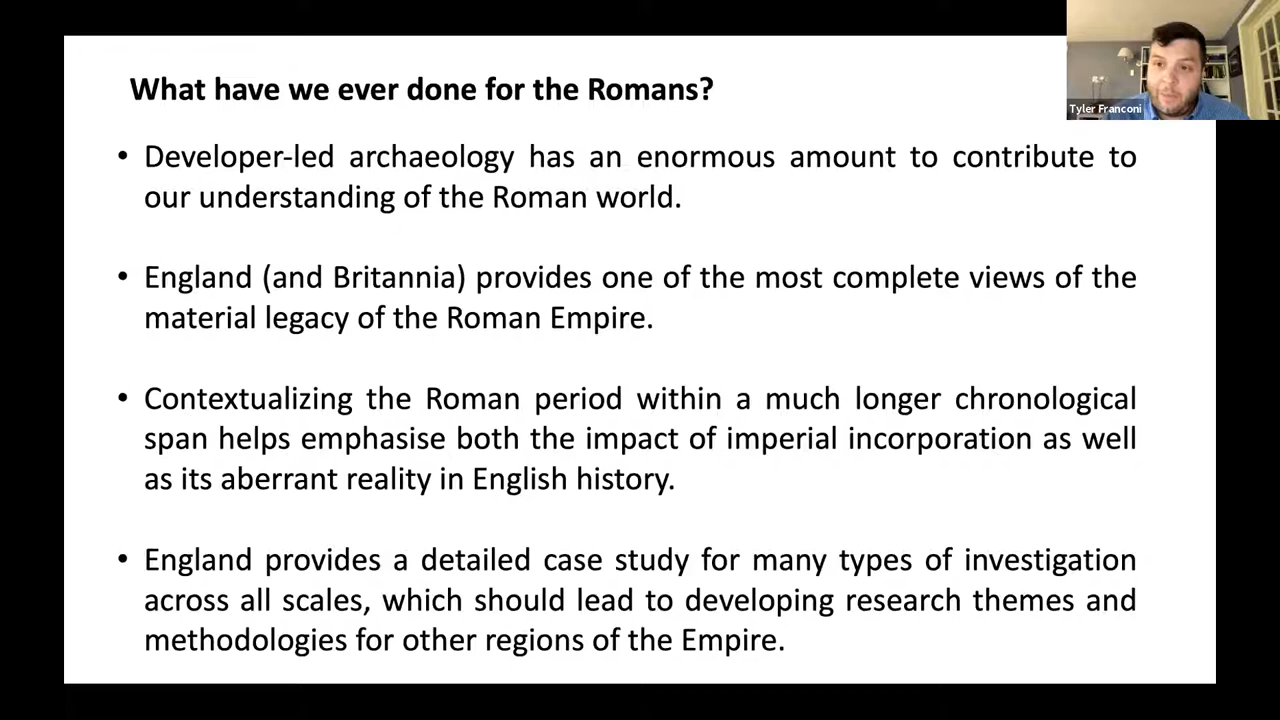 What have we ever done for the Romans?
Tyler Franconi
• Developer-led archaeology has an enormous amount to contribute to
our understanding of the Roman world.
• England (and Britannia) provides one of the most complete views of the
material legacy of the Roman Empire.
• Contextualizing the Roman period within a much longer chronological
span helps emphasise both the impact of imperial incorporation as well
as its aberrant reality in English history.
• England provides a detailed case study for many types of investigation
across all scales, which should lead to developing research themes and
methodologies for other regions of the Empire.